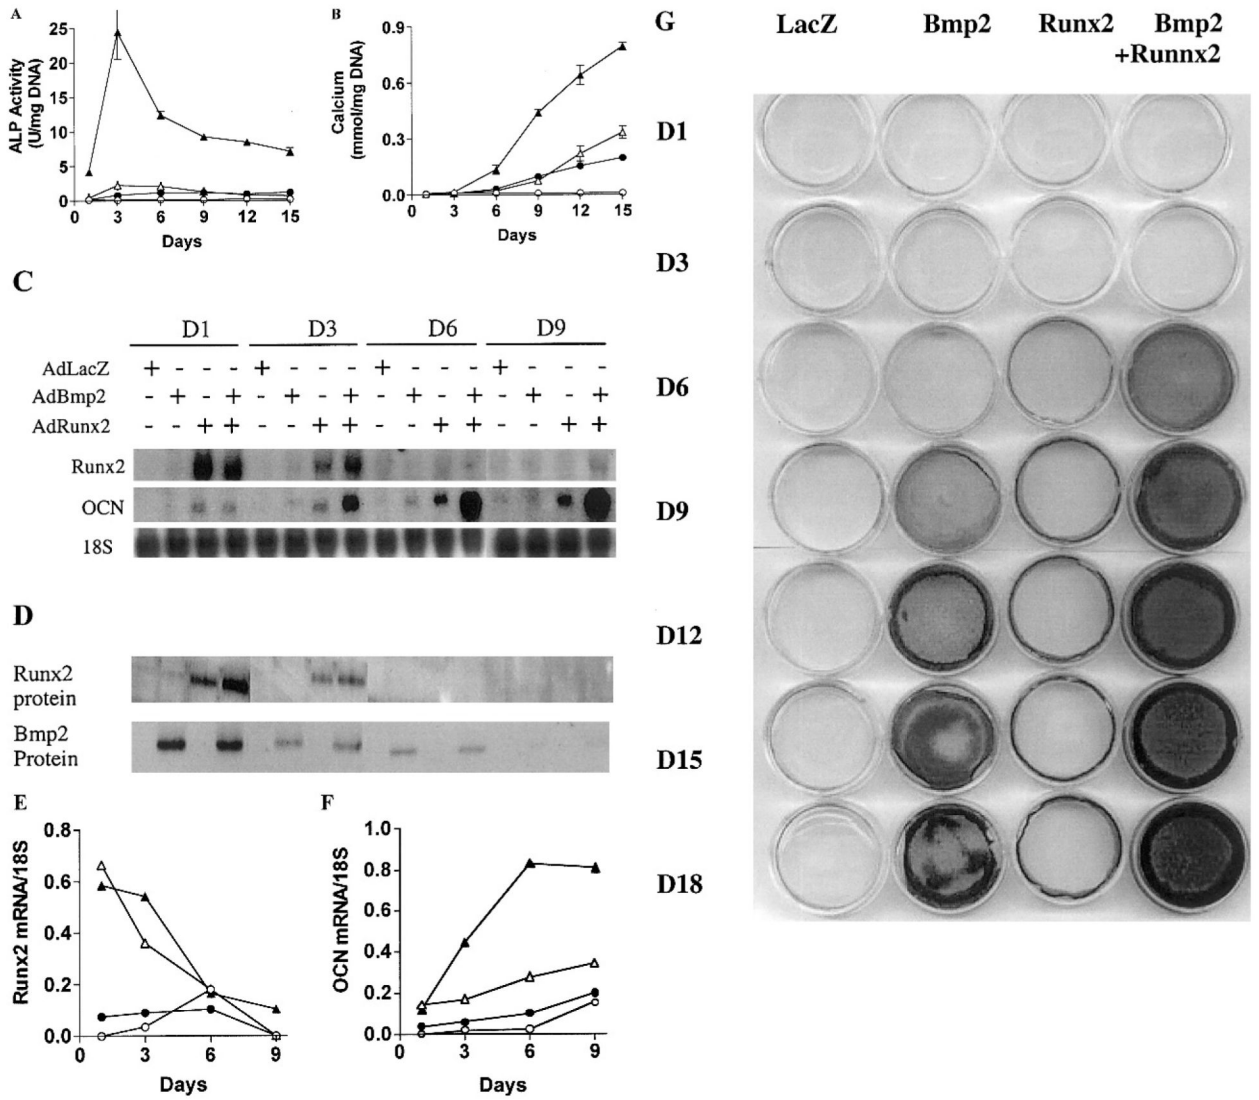 A
ALP Activity
(U/mg DNA)
25
20
15
10
5
0
0 3 6 9 12 15
Days
B
Calcium
(mmol/mg DNA)
0.9
0.6
0.3
0.0
0 3 6 9 12 15
Days
C
D1 D3 D6 D9
AdLacZ + - - - + - - - + - - - + - - -
AdBmp2 - + - + - + - + - + - + - + - +
AdRunx2 - - + + - - + + - - + + - - + +
Runx2
OCN
18S
D
Runx2
protein
Bmp2
Protein
E
Runx2 mRNA/18S
0.8
0.6
0.4
0.2
0.0
0 3 6 9
Days
F
OCN mRNA/18S
1.0
0.8
0.6
0.4
0.2
0.0
0 3 6 9
Days
G
LacZ Bmp2 Runx2 Bmp2
+Runnx2
D1
D3
D6
D9
D12
D15
D18